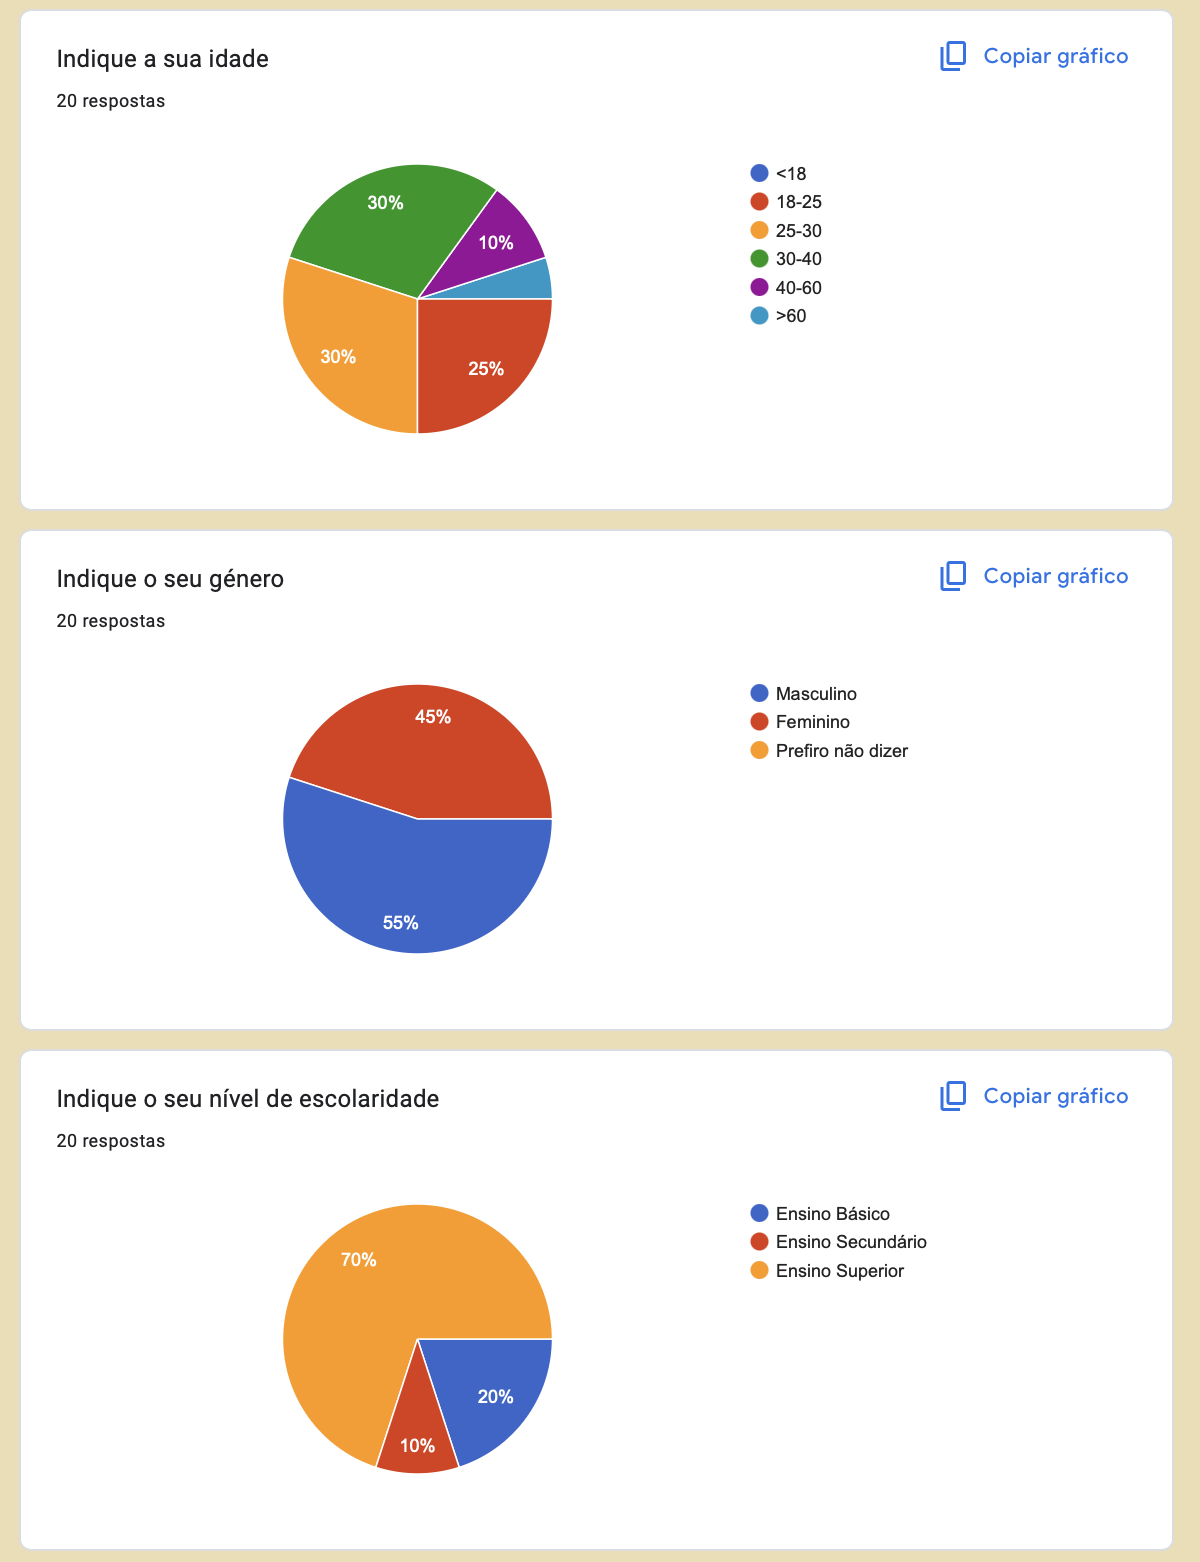 Indique a sua idade
Copiar gráfico
20 respostas
30%
10%
30%
25%
<18
18-25
25-30
30-40
40-60
>60
Indique o seu género
Copiar gráfico
20 respostas
45%
55%
Masculino
Feminino
Prefiro não dizer
Indique o seu nível de escolaridade
Copiar gráfico
20 respostas
70%
20%
10%
Ensino Básico
Ensino Secundário
Ensino Superior